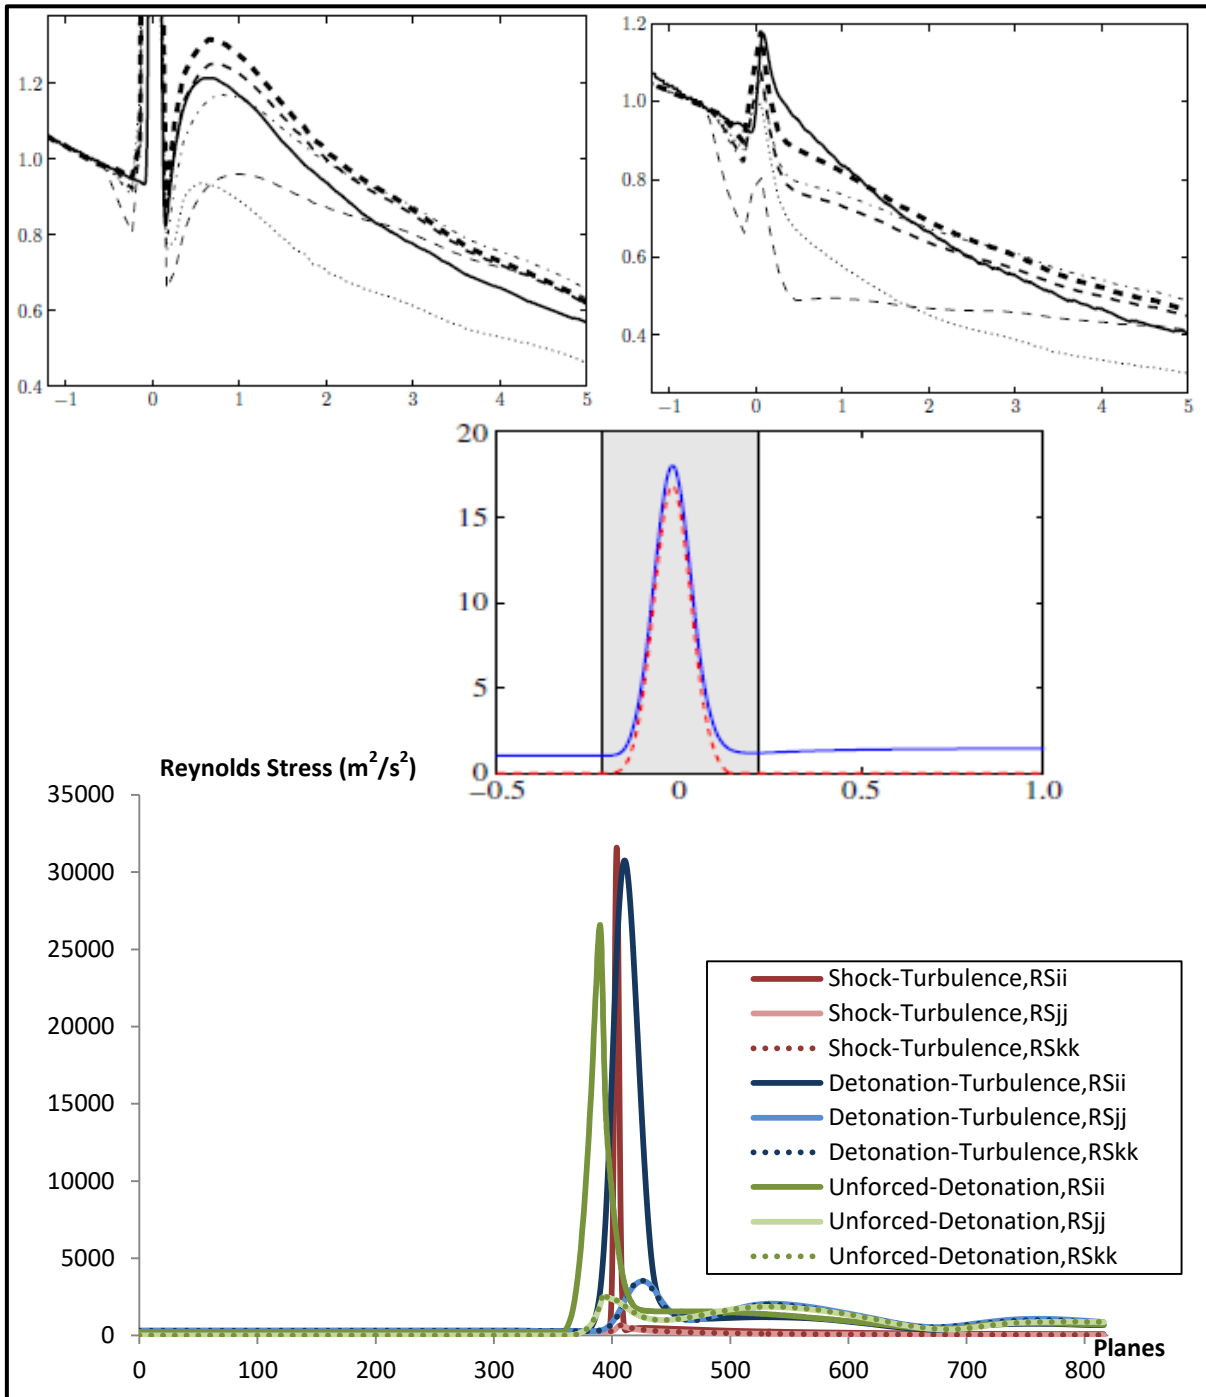 1.2
1.0
0.8
0.6
0.4
−1 0 1 2 3 4 5
1.2
1.0
0.8
0.6
0.4
−1 0 1 2 3 4 5
20
15
10
5
0
−0.5 0 0.5 1.0
Reynolds Stress (m²/s²)
35000
30000
25000
20000
15000
10000
5000
0
Shock-Turbulence,RSii
Shock-Turbulence,RSjj
Shock-Turbulence,RSkk
Detonation-Turbulence,RSii
Detonation-Turbulence,RSjj
Detonation-Turbulence,RSkk
Unforced-Detonation,RSii
Unforced-Detonation,RSjj
Unforced-Detonation,RSkk
Planes
0 100 200 300 400 500 600 700 800